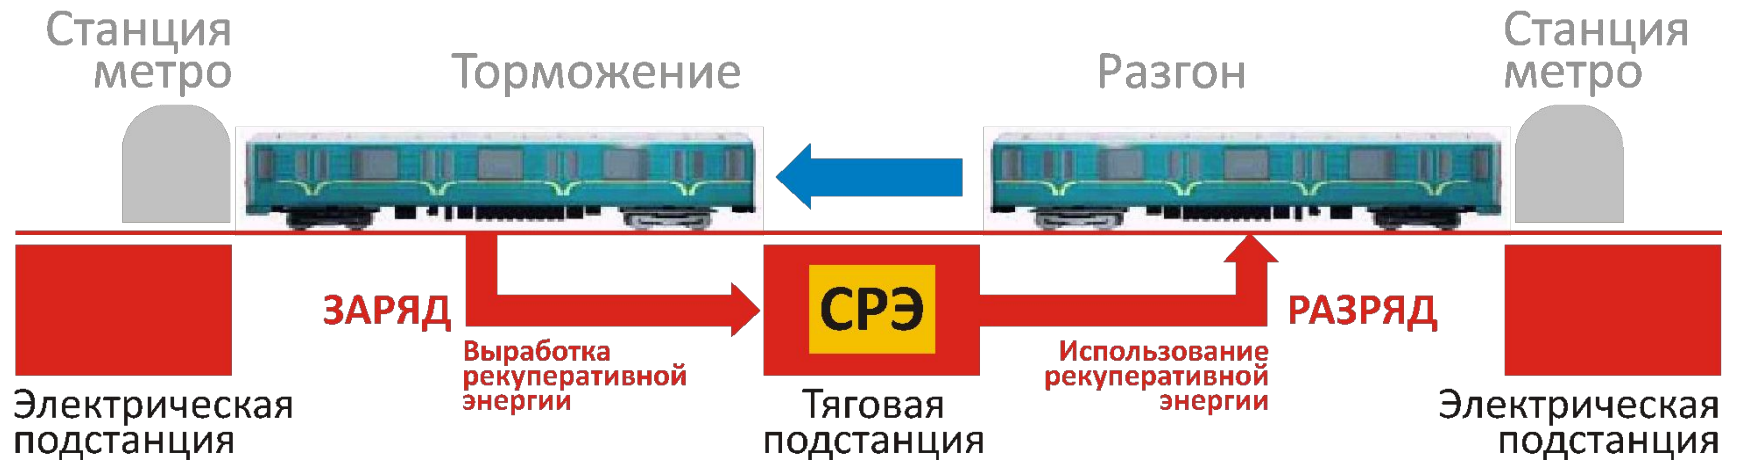 Станция
метро
Торможение
Разгон
Станция
метро
ЗАРЯД
СРЭ
РАЗРЯД
Выработка
рекуперативной
энергии
Использование
рекуперативной
энергии
Электрическая
подстанция
Тяговая
подстанция
Электрическая
подстанция